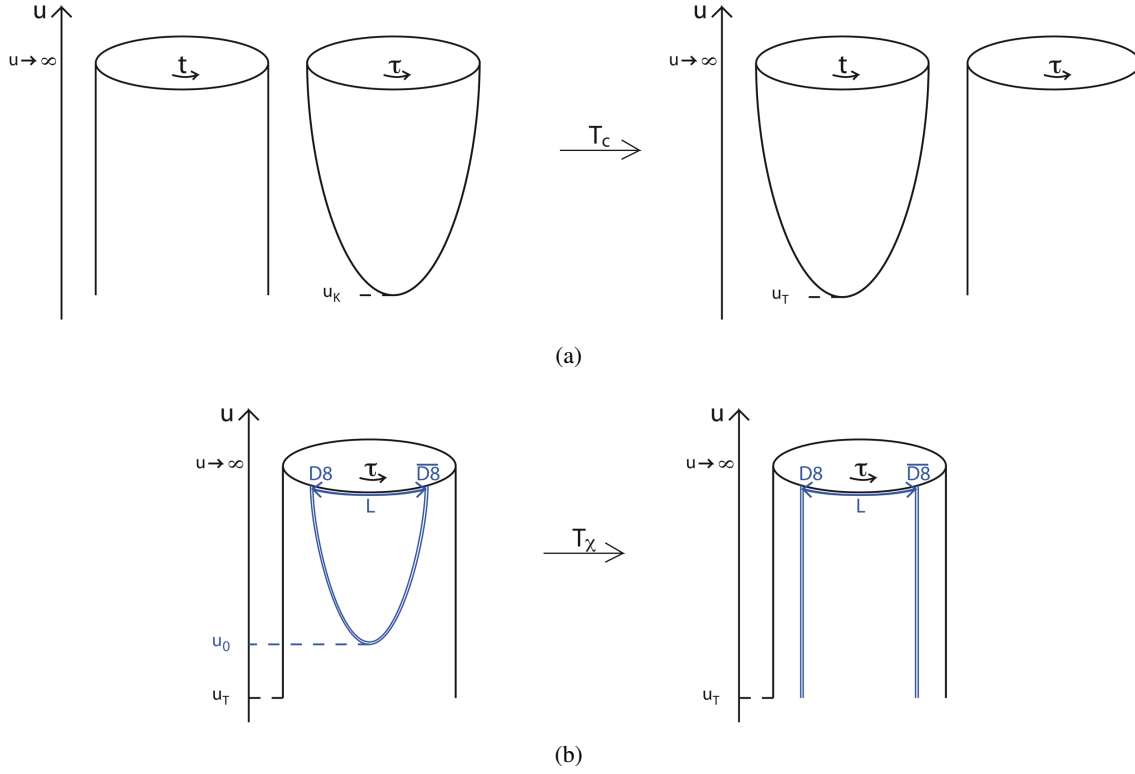 u u
u→∞ t τ u→∞ t τ
T_c
u_K u_T
(a)
u u
u→∞ τ u→∞ τ
D8 D̅8̅ D8 D̅8̅
L L
T_χ
u_0
u_T u_T
(b)